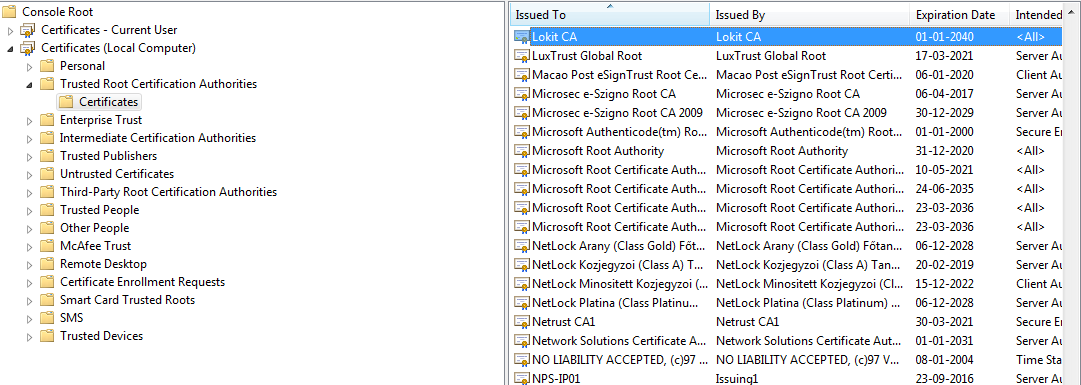 Console Root
Certificates - Current User
Certificates (Local Computer)
Personal
Trusted Root Certification Authorities
Certificates
Enterprise Trust
Intermediate Certification Authorities
Trusted Publishers
Untrusted Certificates
Third-Party Root Certification Authorities
Trusted People
Other People
McAfee Trust
Remote Desktop
Certificate Enrollment Requests
Smart Card Trusted Roots
SMS
Trusted Devices
Issued To Issued By Expiration Date Intended
Lokit CA Lokit CA 01-01-2040 <All>
LuxTrust Global Root LuxTrust Global Root 17-03-2021 Server Au
Macao Post eSignTrust Root Cert... Macao Post eSignTrust Root Certi... 06-01-2020 Client Au
Microsec e-Szigno Root CA Microsec e-Szigno Root CA 06-04-2017 Server Au
Microsec e-Szigno Root CA 2009 Microsec e-Szigno Root CA 2009 30-12-2029 Server Au
Microsoft Authenticode(tm) Ro... Microsoft Authenticode(tm) Root... 01-01-2000 Secure E
Microsoft Root Authority Microsoft Root Authority 31-12-2020 <All>
Microsoft Root Certificate Auth... Microsoft Root Certificate Authori... 10-05-2021 <All>
Microsoft Root Certificate Auth... Microsoft Root Certificate Authori... 24-06-2035 <All>
Microsoft Root Certificate Auth... Microsoft Root Certificate Authori... 23-03-2036 <All>
Microsoft Root Certificate Auth... Microsoft Root Certificate Authori... 23-03-2036 <All>
NetLock Arany (Class Gold) Főt... NetLock Arany (Class Gold) Főtan... 06-12-2028 Server Au
NetLock Kozjegyzoi (Class A) T... NetLock Kozjegyzoi (Class A) Tan... 20-02-2019 Server Au
NetLock Minositett Kozjegyzoi (... NetLock Minositett Kozjegyzoi (... 15-12-2022 Client Au
NetLock Platina (Class Platinu... NetLock Platina (Class Platinum) ... 06-12-2028 Server Au
Netrust CA1 Netrust CA1 30-03-2021 Secure E
Network Solutions Certificate A... Network Solutions Certificate Aut... 01-01-2031 Server Au
NO LIABILITY ACCEPTED, (c)97 V... NO LIABILITY ACCEPTED, (c)97 V... 08-01-2004 Time Sta
NPS-IP01 Issuing1 23-09-2016 Server Au